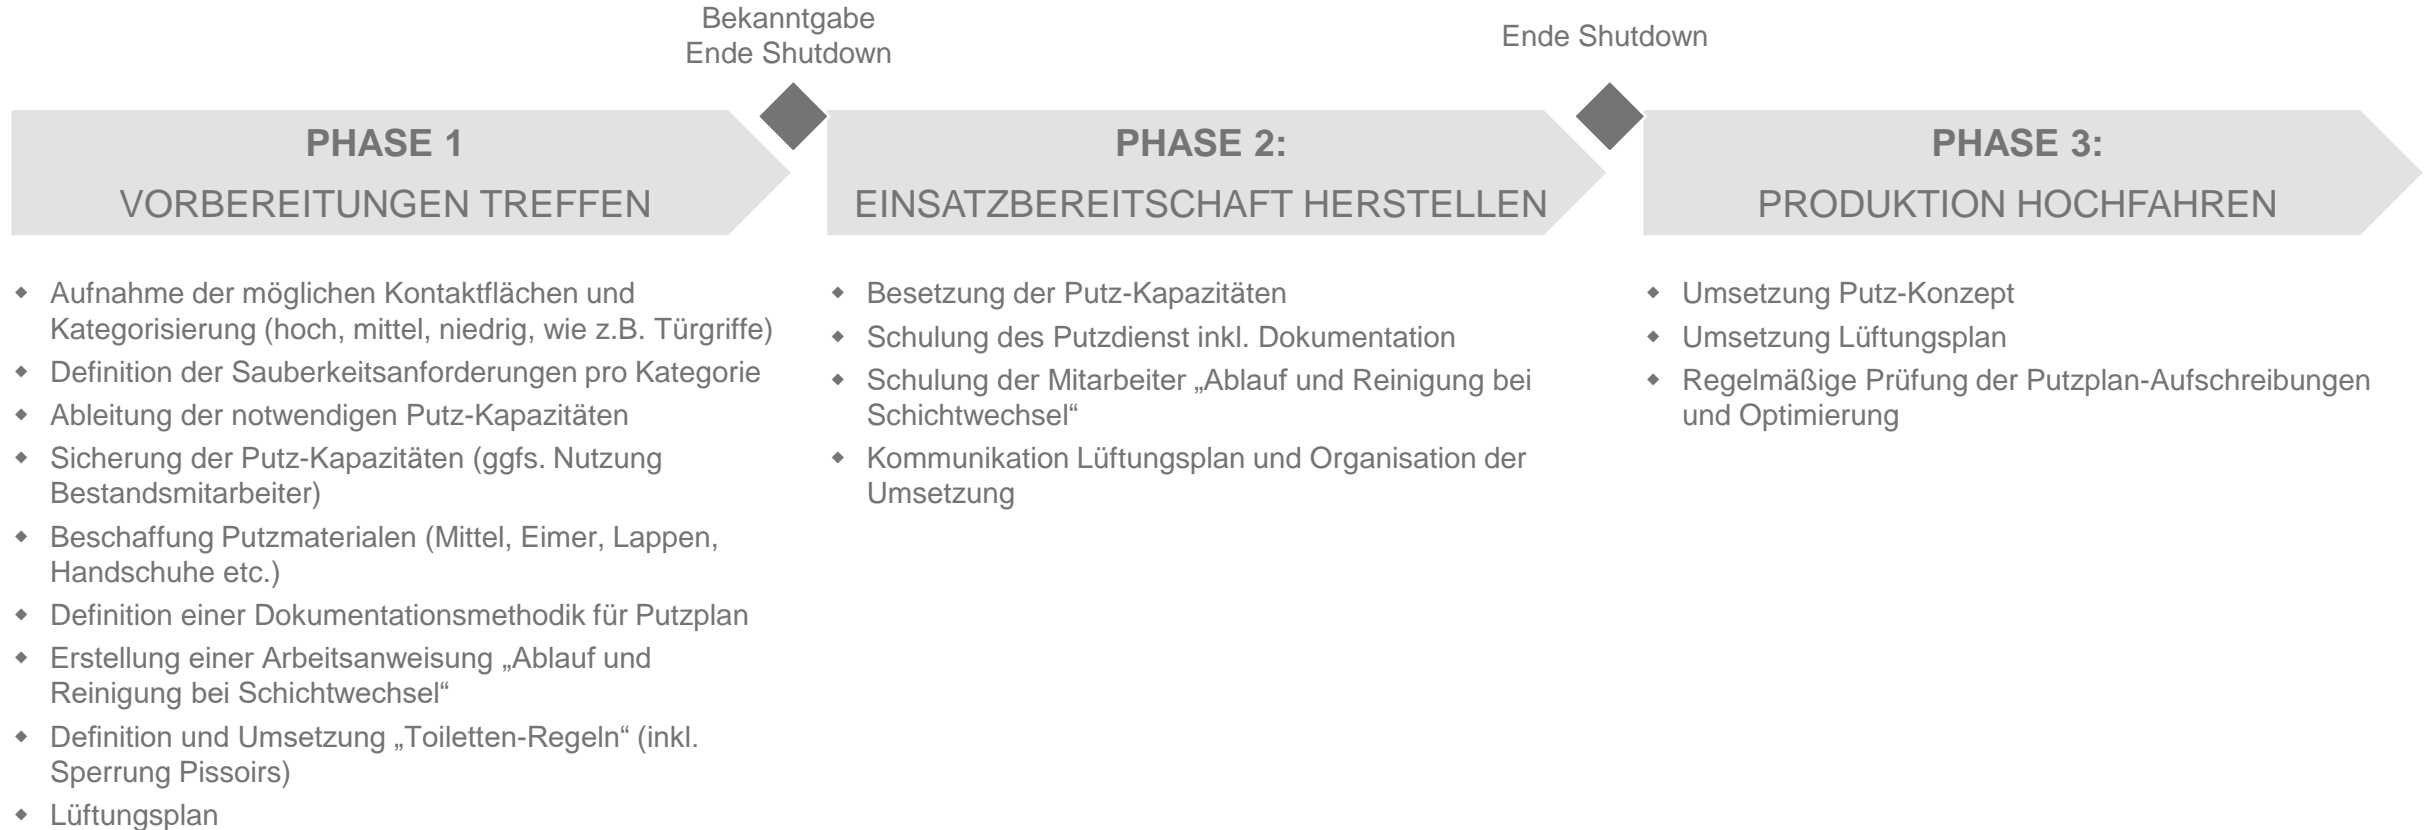 Bekanntgabe
Ende Shutdown
Ende Shutdown
PHASE 1
VORBEREITUNGEN TREFFEN
PHASE 2:
EINSATZBEREITSCHAFT HERSTELLEN
PHASE 3:
PRODUKTION HOCHFAHREN
Aufnahme der möglichen Kontaktflächen und
Kategorisierung (hoch, mittel, niedrig, wie z.B. Türgriffe)
Definition der Sauberkeitsanforderungen pro Kategorie
Ableitung der notwendigen Putz-Kapazitäten
Sicherung der Putz-Kapazitäten (ggfs. Nutzung
Bestandsmitarbeiter)
Beschaffung Putzmaterialen (Mittel, Eimer, Lappen,
Handschuhe etc.)
Definition einer Dokumentationsmethodik für Putzplan
Erstellung einer Arbeitsanweisung „Ablauf und
Reinigung bei Schichtwechsel“
Definition und Umsetzung „Toiletten-Regeln“ (inkl.
Sperrung Pissoirs)
Lüftungsplan
Besetzung der Putz-Kapazitäten
Schulung des Putzdienst inkl. Dokumentation
Schulung der Mitarbeiter „Ablauf und Reinigung bei
Schichtwechsel“
Kommunikation Lüftungsplan und Organisation der
Umsetzung
Umsetzung Putz-Konzept
Umsetzung Lüftungsplan
Regelmäßige Prüfung der Putzplan-Aufschreibungen
und Optimierung